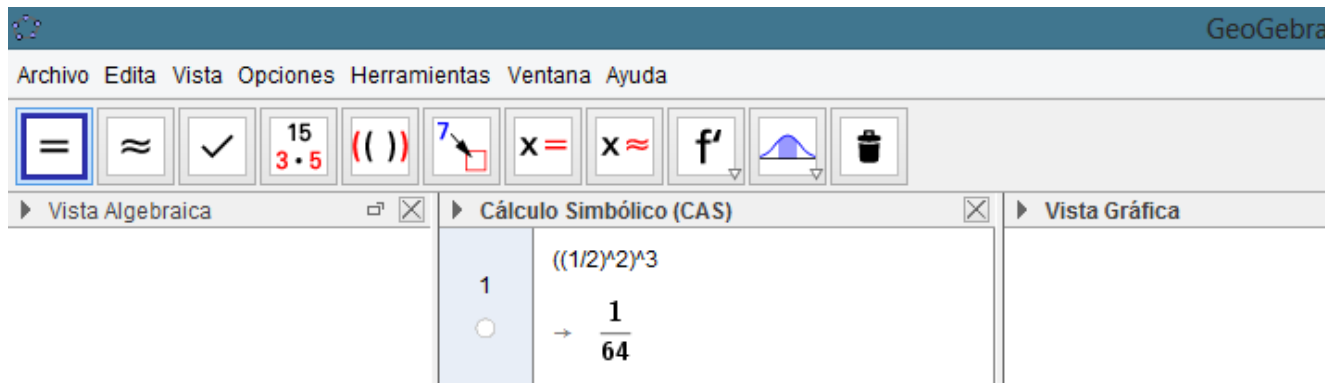 GeoGebra
Archivo Edita Vista Opciones Herramientas Ventana Ayuda
= ≈ ✓ 15 (( )) 7 x = x ≈ f′
3 · 5
Vista Algebraica Cálculo Simbólico (CAS) Vista Gráfica
((1/2)^2)^3
1
→ 1
64